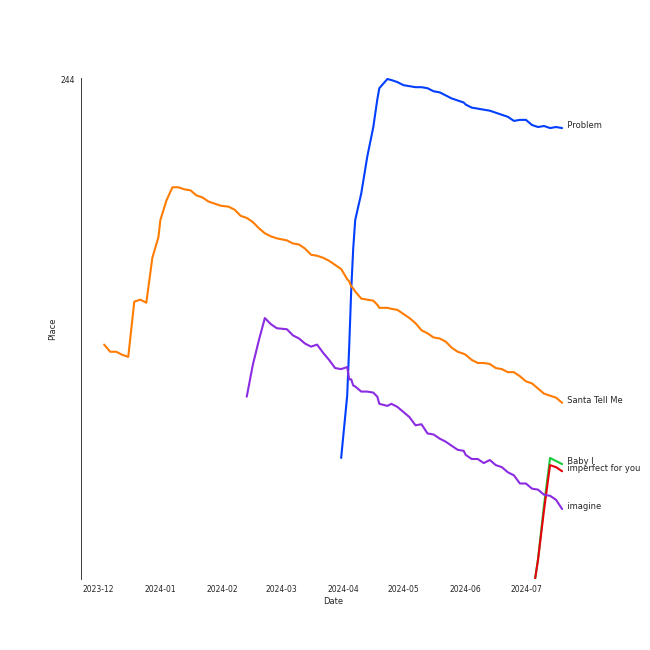 244
Problem
Place
Santa Tell Me
Baby I
imperfect for you
imagine
2023-12 2024-01 2024-02 2024-03 2024-04 2024-05 2024-06 2024-07
Date